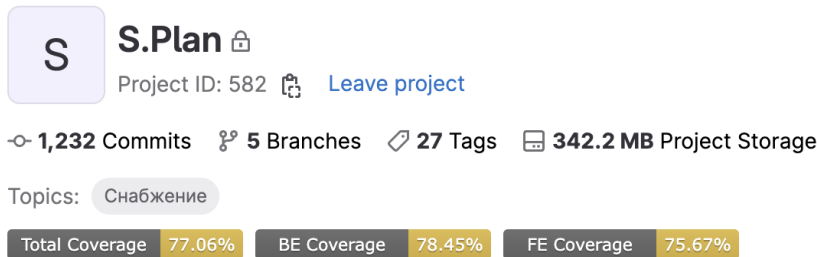 S
S.Plan
Project ID: 582 Leave project
1,232 Commits 5 Branches 27 Tags 342.2 MB Project Storage
Topics: Снабжение
Total Coverage 77.06% BE Coverage 78.45% FE Coverage 75.67%